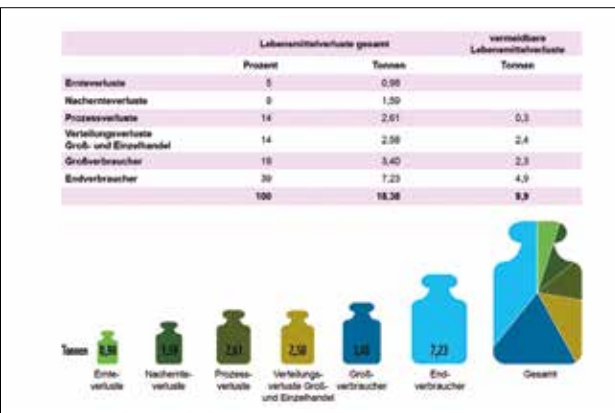 Lebensmittelverluste gesamt vermeidbare Lebensmittelverluste
Prozent Tonnen Tonnen
Ernteverluste 5 0,98
Nachernteverluste 9 1,59
Prozessverluste 14 2,61 0,3
Verteilungsverluste
Groß- und Einzelhandel 14 2,58 2,4
Großverbraucher 19 3,40 2,3
Endverbraucher 39 7,23 4,9
100 18.38 9,9
Tonnen 0,98 1,59 2,61 2,58 3,40 7,23
Ernte-
verluste
Nachernte-
verluste
Prozess-
verluste
Verteilungs-
verluste Groß-
und Einzelhandel
Groß-
verbraucher
End-
verbraucher
Gesamt